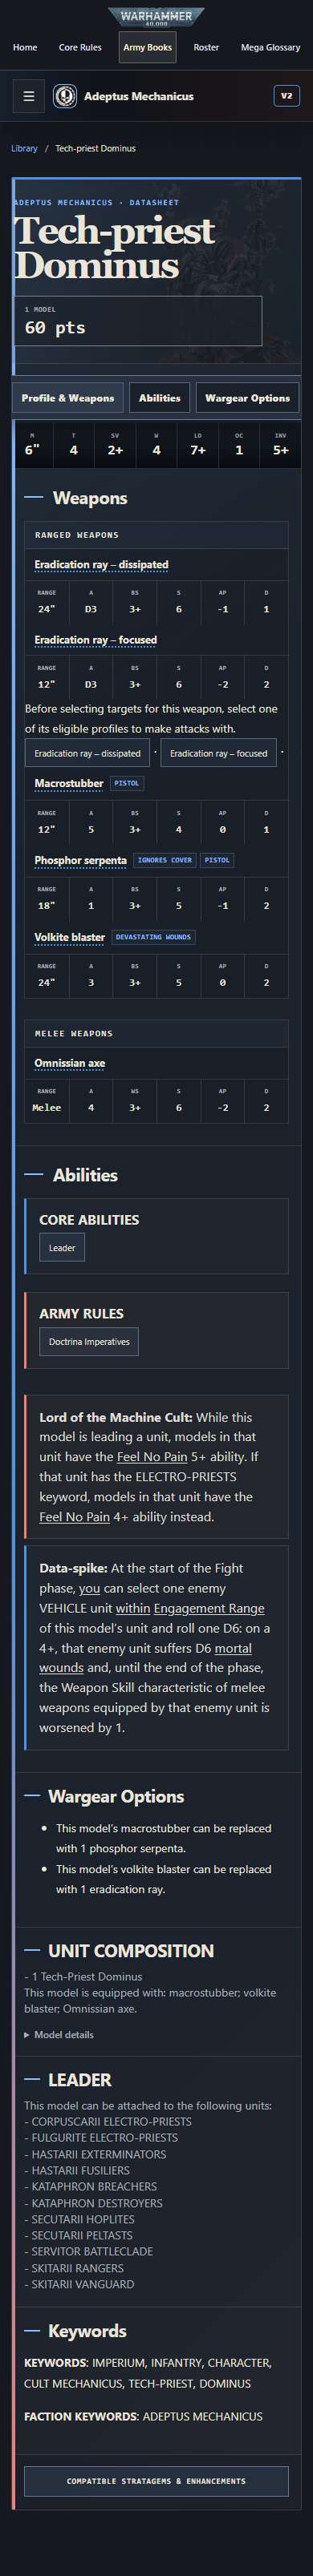 WARHAMMER
40,000
Home
Core Rules
Army Books
Roster
Mega Glossary
☰
Adeptus Mechanicus
V2
Library / Tech-priest Dominus
ADEPTUS MECHANICUS · DATASHEET
Tech-priest
Dominus
1 MODEL
60 pts
Profile & Weapons
Abilities
Wargear Options
M T SV W LD OC INV
6" 4 2+ 4 7+ 1 5+
Weapons
RANGED WEAPONS
Eradication ray – dissipated
RANGE A BS S AP D
24" D3 3+ 6 -1 1
Eradication ray – focused
RANGE A BS S AP D
12" D3 3+ 6 -2 2
Before selecting targets for this weapon, select one
of its eligible profiles to make attacks with.
Eradication ray – dissipated · Eradication ray – focused ·
Macrostubber PISTOL
RANGE A BS S AP D
12" 5 3+ 4 0 1
Phosphor serpenta IGNORES COVER PISTOL
RANGE A BS S AP D
18" 1 3+ 5 -1 2
Volkite blaster DEVASTATING WOUNDS
RANGE A BS S AP D
24" 3 3+ 5 0 2
MELEE WEAPONS
Omnissian axe
RANGE A WS S AP D
Melee 4 3+ 6 -2 2
Abilities
CORE ABILITIES
Leader
ARMY RULES
Doctrina Imperatives
Lord of the Machine Cult: While this
model is leading a unit, models in that
unit have the Feel No Pain 5+ ability. If
that unit has the ELECTRO-PRIESTS
keyword, models in that unit have the
Feel No Pain 4+ ability instead.
Data-spike: At the start of the Fight
phase, you can select one enemy
VEHICLE unit within Engagement Range
of this model's unit and roll one D6: on a
4+, that enemy unit suffers D6 mortal
wounds and, until the end of the phase,
the Weapon Skill characteristic of melee
weapons equipped by that enemy unit is
worsened by 1.
Wargear Options
• This model's macrostubber can be replaced
with 1 phosphor serpenta.
• This model's volkite blaster can be replaced
with 1 eradication ray.
UNIT COMPOSITION
- 1 Tech-Priest Dominus
This model is equipped with: macrostubber; volkite
blaster; Omnissian axe.
▶ Model details
LEADER
This model can be attached to the following units:
- CORPUSCARII ELECTRO-PRIESTS
- FULGURITE ELECTRO-PRIESTS
- HASTARII EXTERMINATORS
- HASTARII FUSILIERS
- KATAPHRON BREACHERS
- KATAPHRON DESTROYERS
- SECUTARII HOPLITES
- SECUTARII PELTASTS
- SERVITOR BATTLECLADE
- SKITARII RANGERS
- SKITARII VANGUARD
Keywords
KEYWORDS: IMPERIUM, INFANTRY, CHARACTER,
CULT MECHANICUS, TECH-PRIEST, DOMINUS
FACTION KEYWORDS: ADEPTUS MECHANICUS
COMPATIBLE STRATAGEMS & ENHANCEMENTS